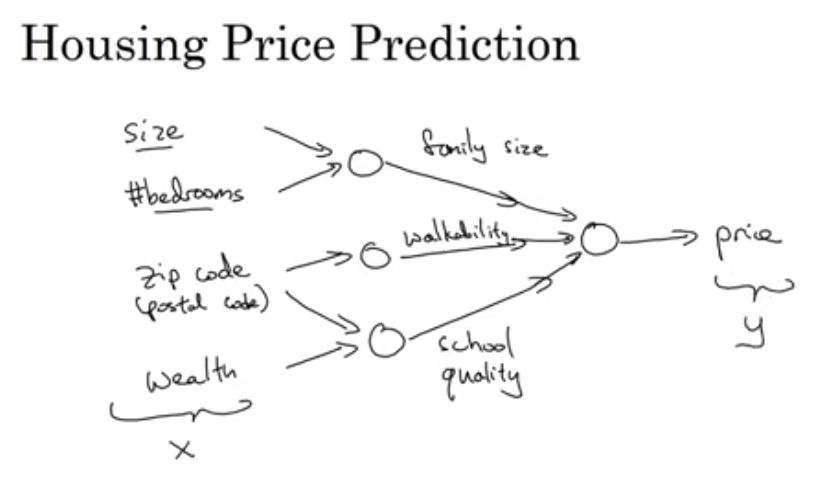 Housing Price Prediction
size
#bedrooms
zip code
(postal code)
wealth
x
family size
walkability
school
quality
price
y